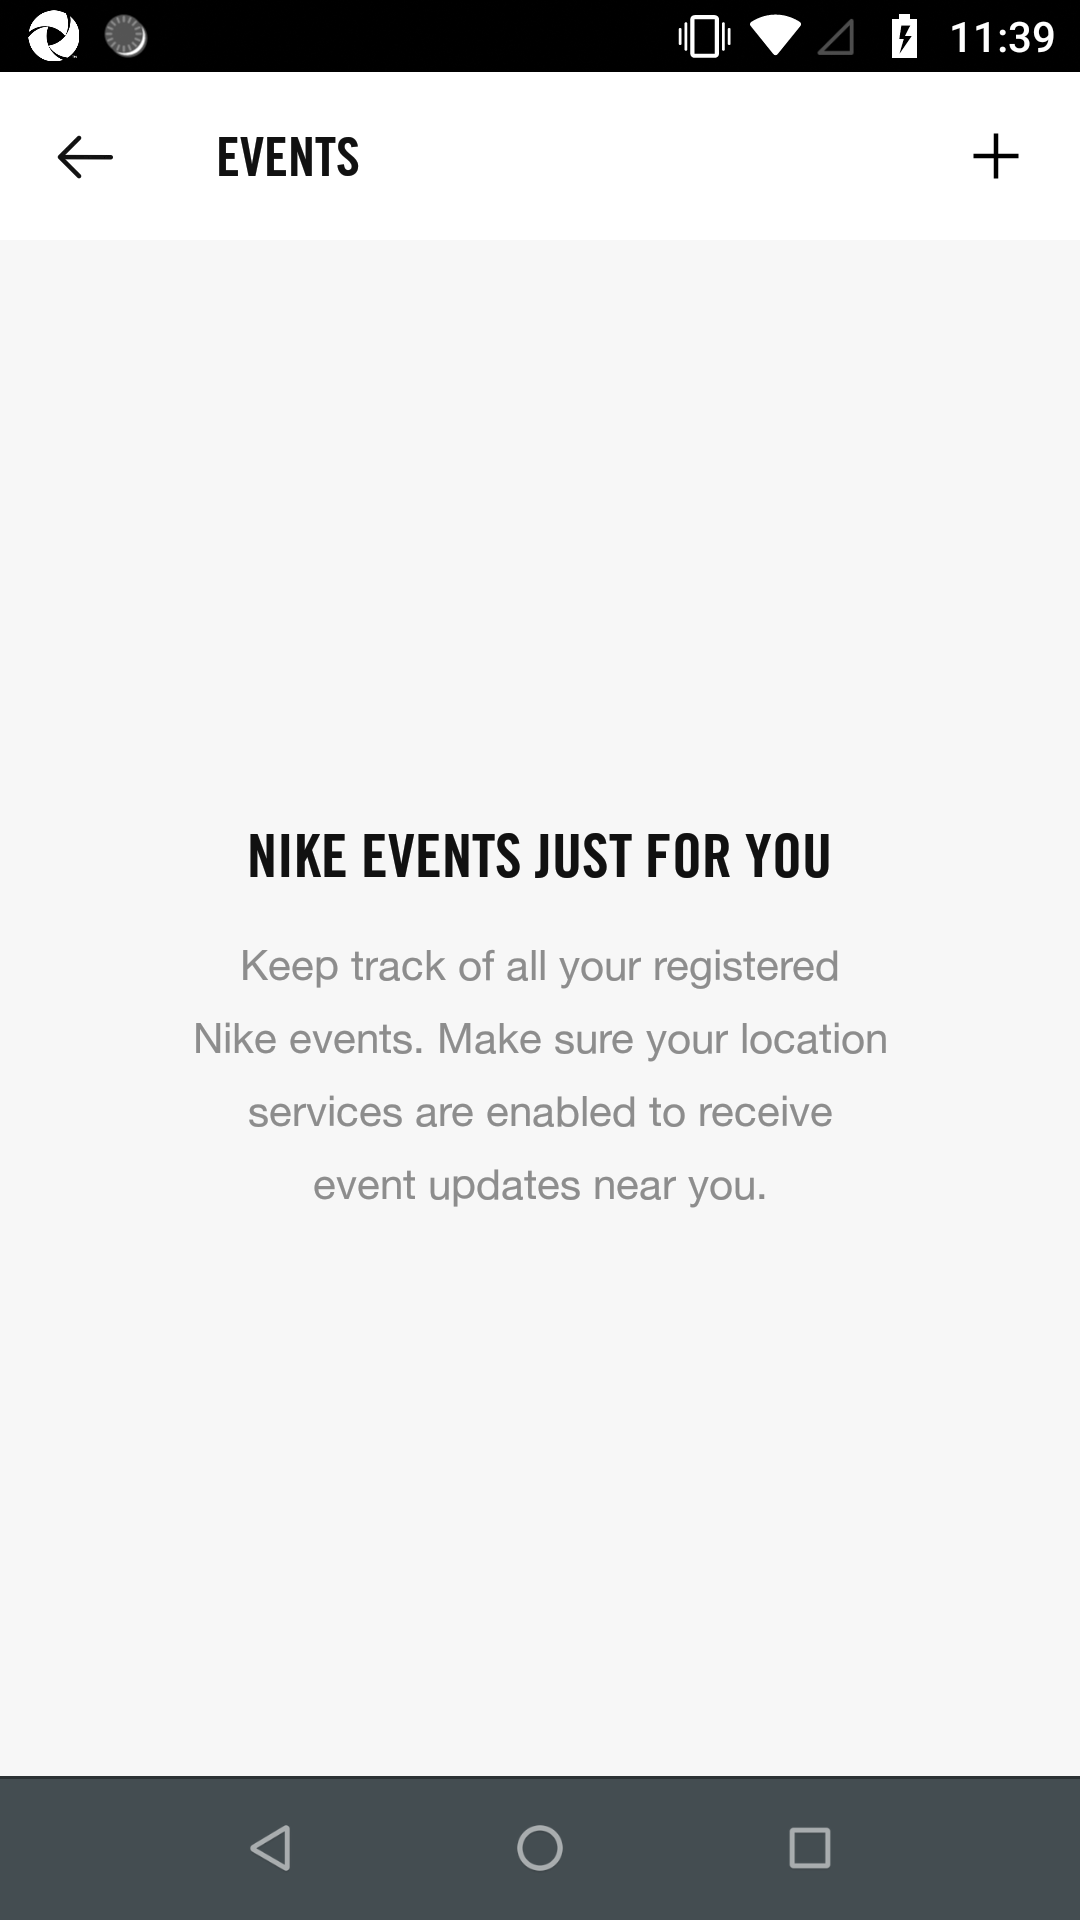 11:39
EVENTS
NIKE EVENTS JUST FOR YOU
Keep track of all your registered
Nike events. Make sure your location
services are enabled to receive
event updates near you.